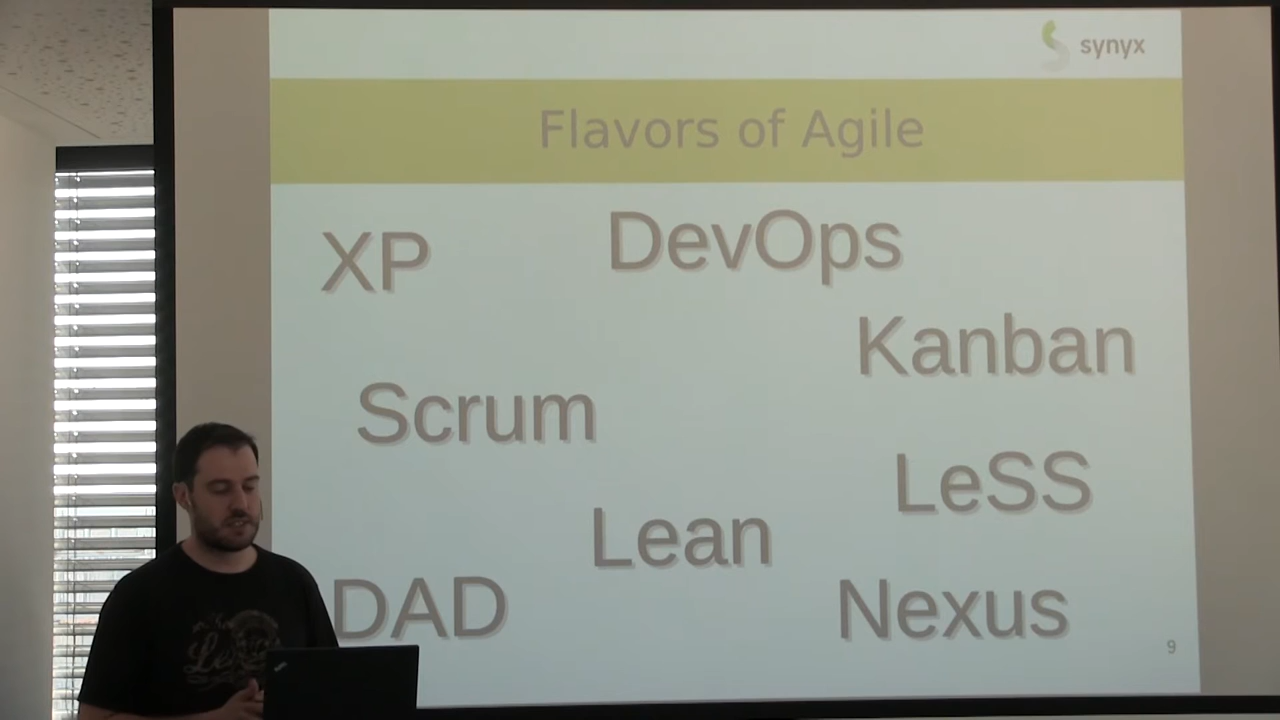 synyx
Flavors of Agile
XP
DevOps
Kanban
Scrum
LeSS
Lean
DAD
Nexus
9